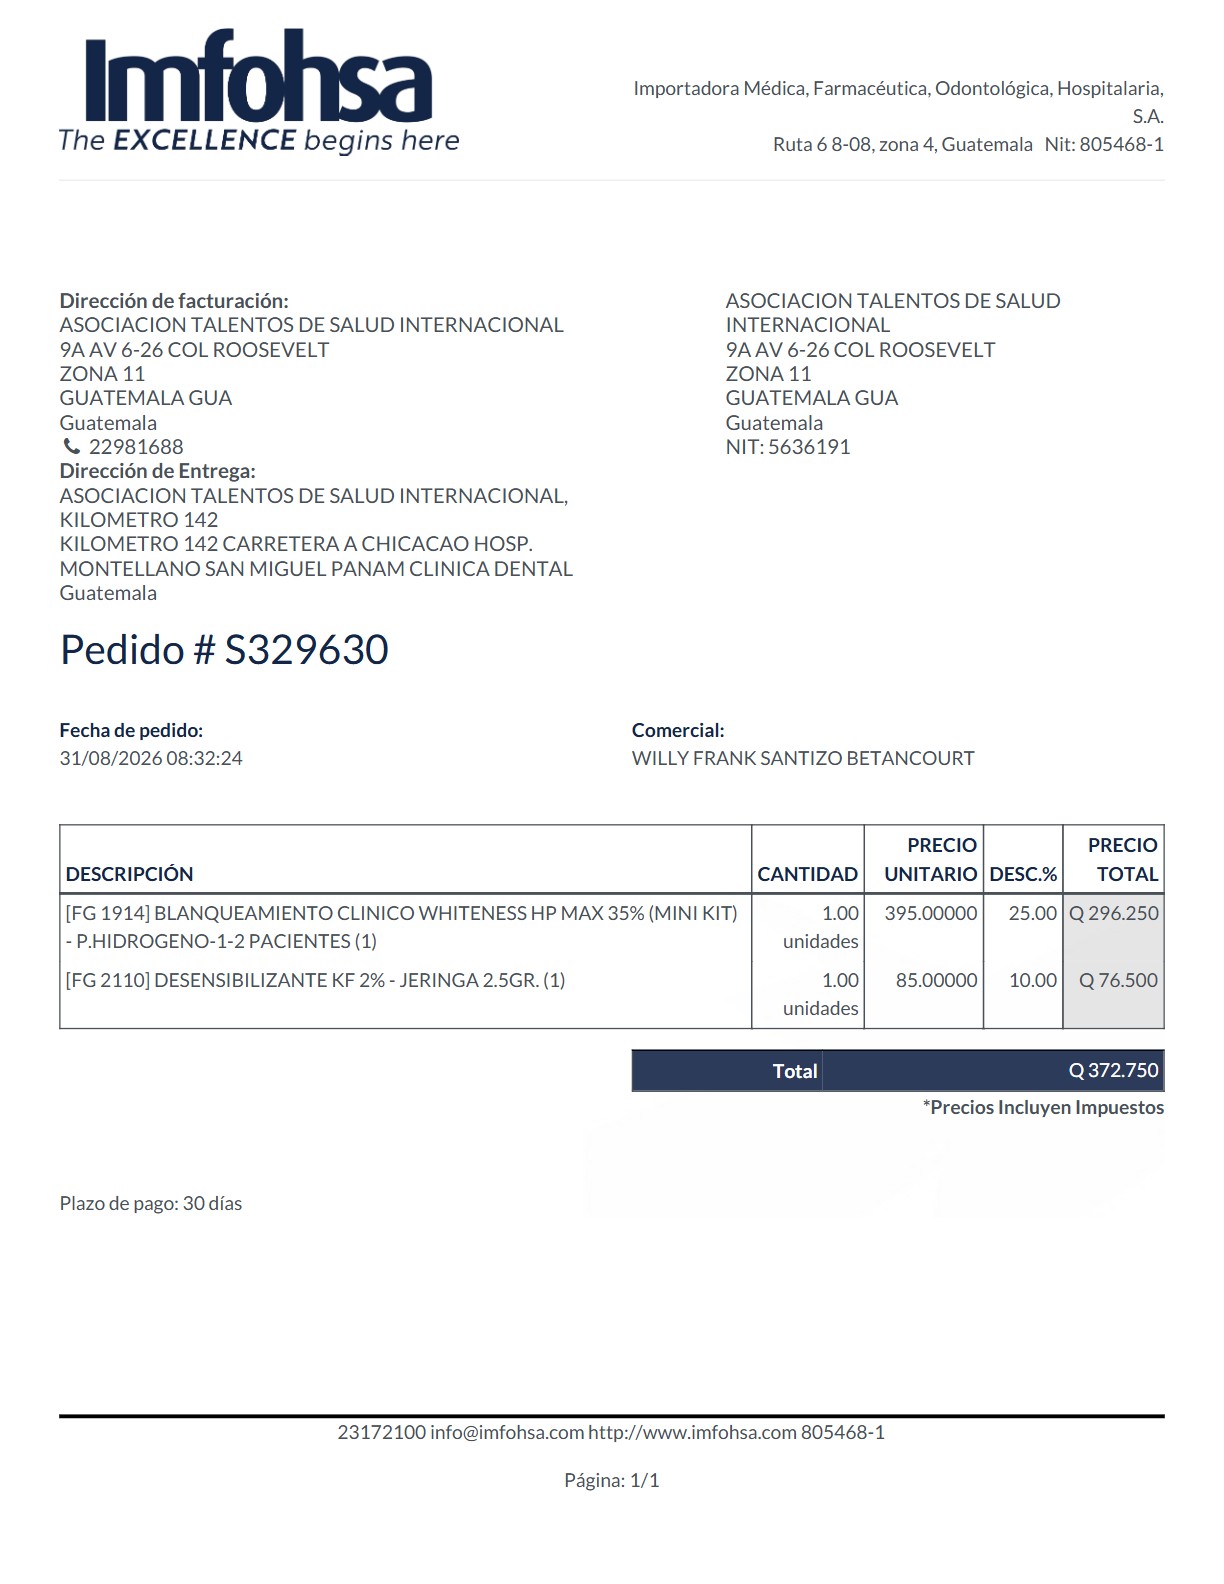 Imfohsa
The EXCELLENCE begins here
Importadora Médica, Farmacéutica, Odontológica, Hospitalaria,
S.A.
Ruta 6 8-08, zona 4, Guatemala Nit: 805468-1
Dirección de facturación:
ASOCIACION TALENTOS DE SALUD INTERNACIONAL
9A AV 6-26 COL ROOSEVELT
ZONA 11
GUATEMALA GUA
Guatemala
22981688
Dirección de Entrega:
ASOCIACION TALENTOS DE SALUD INTERNACIONAL,
KILOMETRO 142
KILOMETRO 142 CARRETERA A CHICACAO HOSP.
MONTELLANO SAN MIGUEL PANAM CLINICA DENTAL
Guatemala
ASOCIACION TALENTOS DE SALUD
INTERNACIONAL
9A AV 6-26 COL ROOSEVELT
ZONA 11
GUATEMALA GUA
Guatemala
NIT: 5636191
Pedido # S329630
Fecha de pedido:
31/08/2026 08:32:24
Comercial:
WILLY FRANK SANTIZO BETANCOURT
DESCRIPCIÓN CANTIDAD PRECIO UNITARIO DESC.% PRECIO TOTAL
[FG 1914] BLANQUEAMIENTO CLINICO WHITENESS HP MAX 35% (MINI KIT) 1.00 395.00000 25.00 Q 296.250
- P.HIDROGENO-1-2 PACIENTES (1) unidades
[FG 2110] DESENSIBILIZANTE KF 2% - JERINGA 2.5GR. (1) 1.00 85.00000 10.00 Q 76.500
unidades
Total Q 372.750
*Precios Incluyen Impuestos
Plazo de pago: 30 días
23172100 info@imfohsa.com http://www.imfohsa.com 805468-1
Página: 1/1